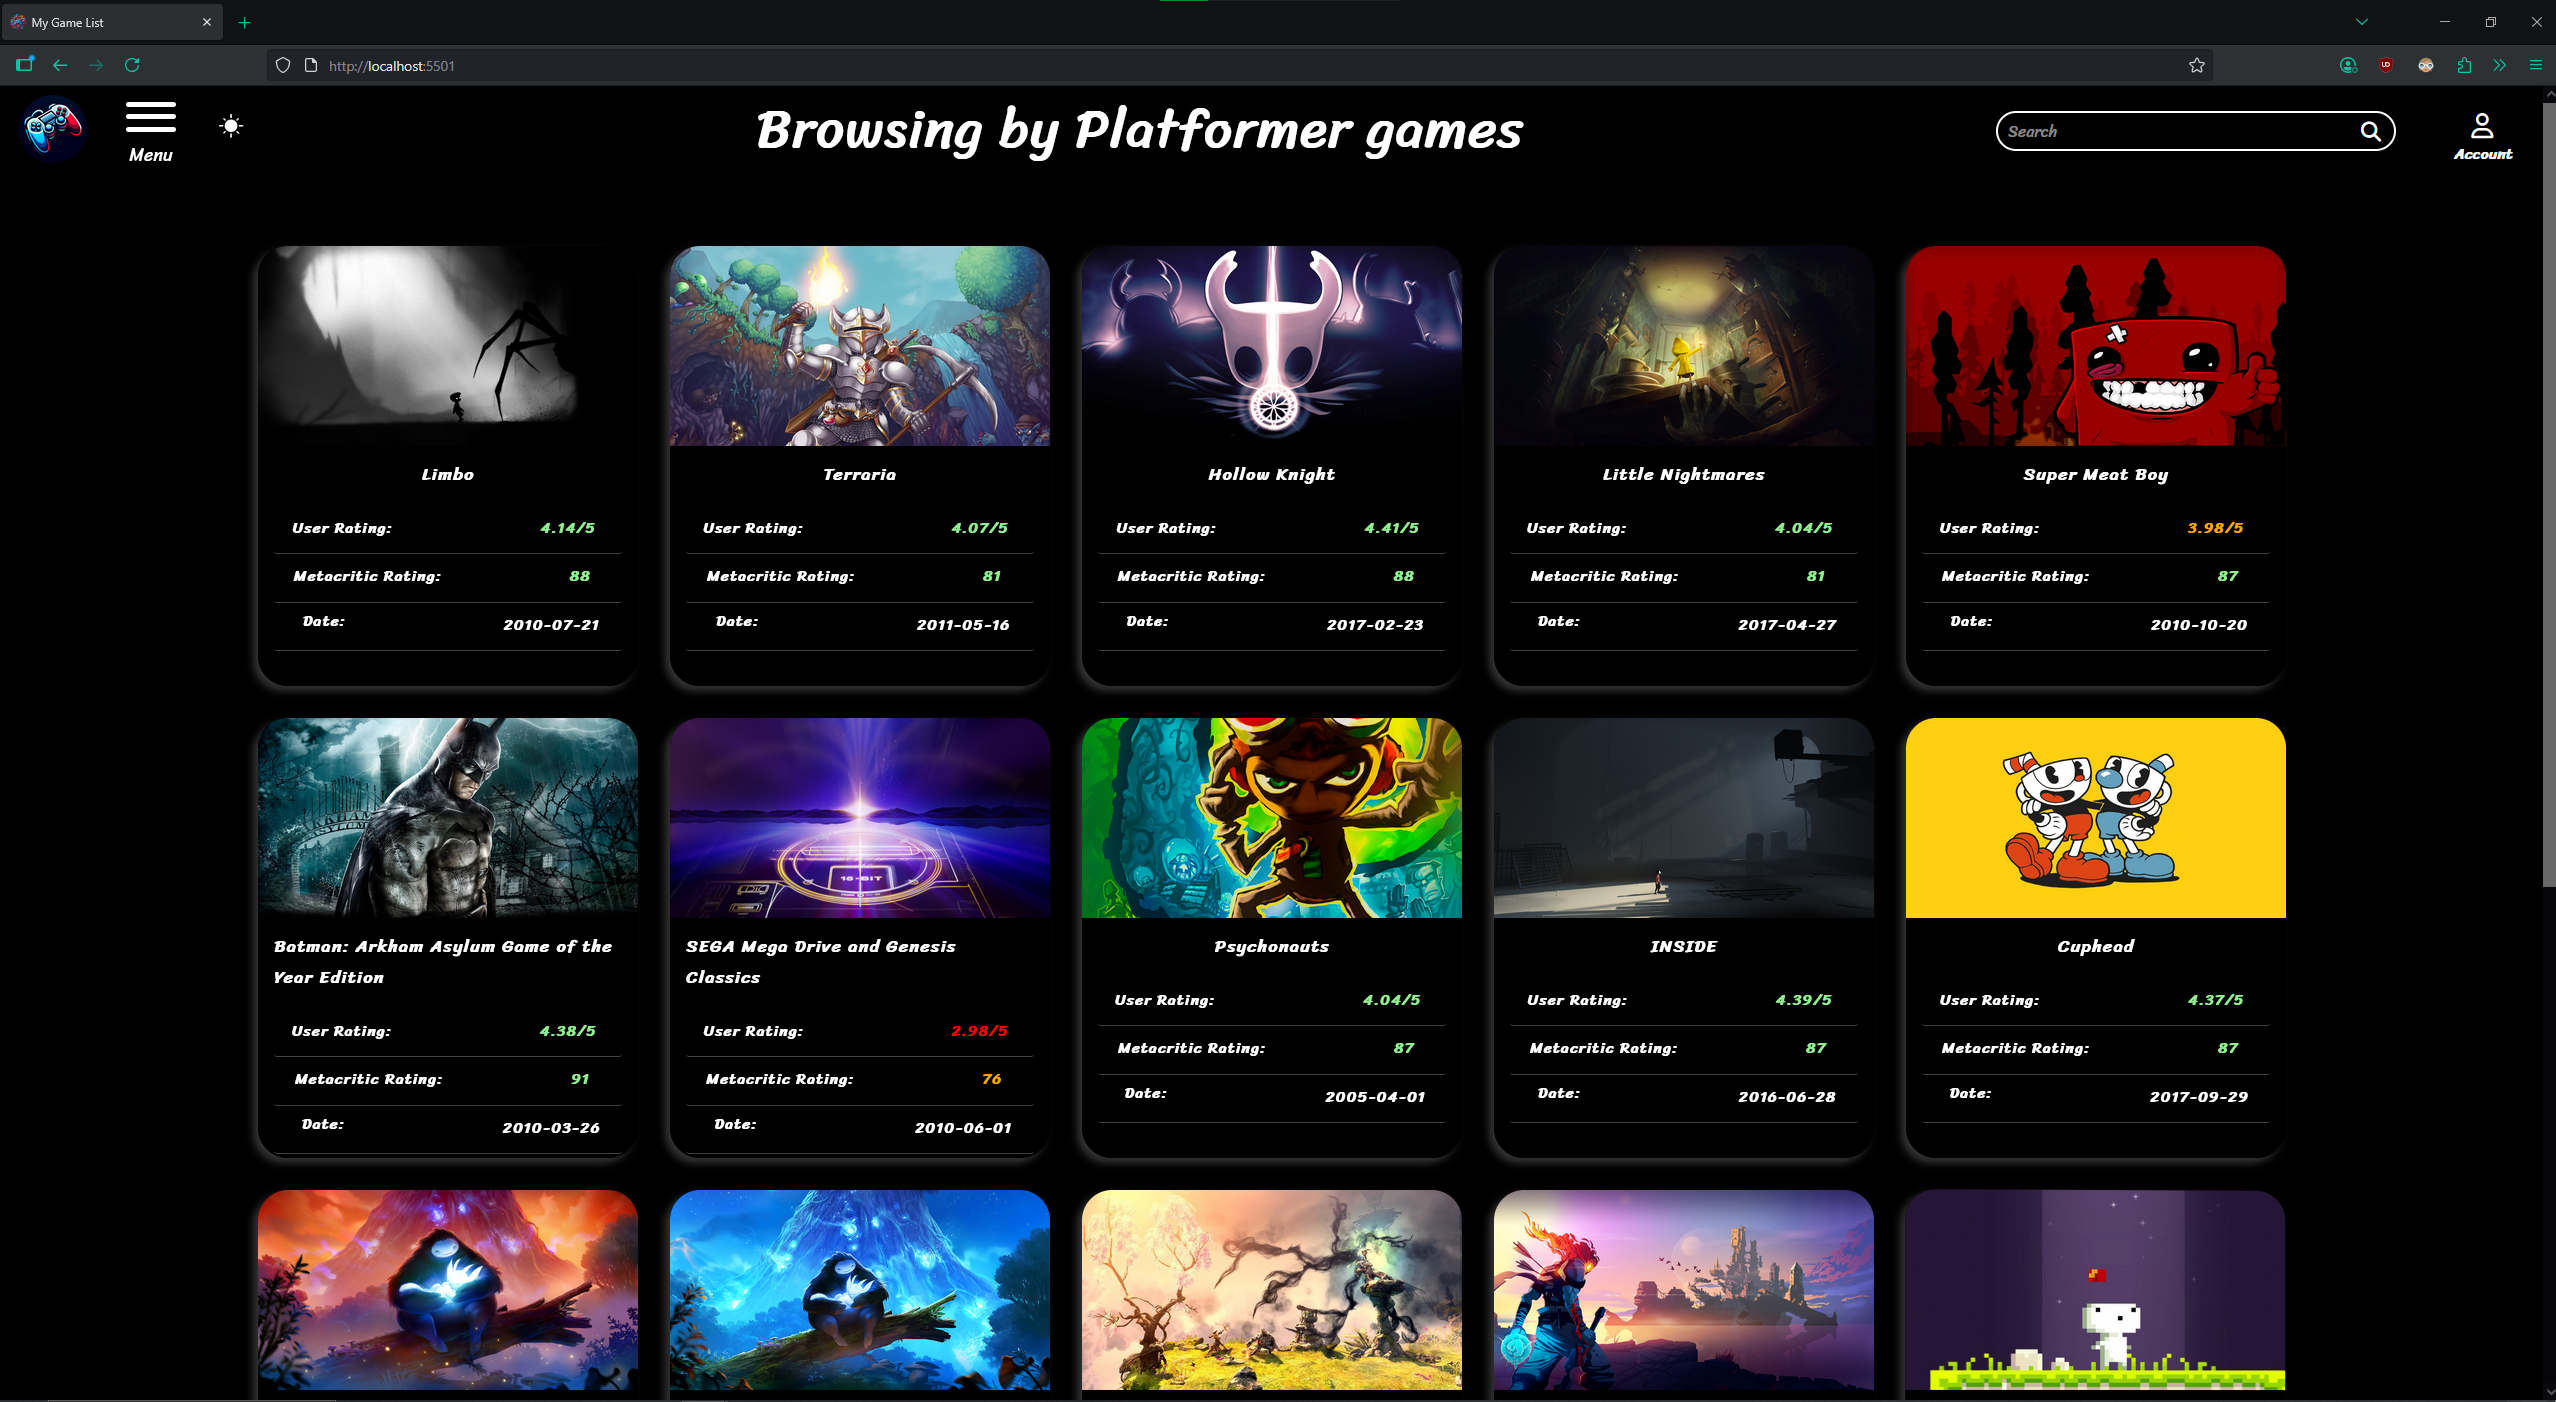 My Game List
http://localhost:5501
Menu
Browsing by Platformer games
Search
Account
Limbo
User Rating: 4.14/5
Metacritic Rating: 88
Date: 2010-07-21
Terraria
User Rating: 4.07/5
Metacritic Rating: 81
Date: 2011-05-16
Hollow Knight
User Rating: 4.41/5
Metacritic Rating: 88
Date: 2017-02-23
Little Nightmares
User Rating: 4.04/5
Metacritic Rating: 81
Date: 2017-04-27
Super Meat Boy
User Rating: 3.98/5
Metacritic Rating: 87
Date: 2010-10-20
Batman: Arkham Asylum Game of the
Year Edition
User Rating: 4.38/5
Metacritic Rating: 91
Date: 2010-03-26
16-BIT
SEGA Mega Drive and Genesis
Classics
User Rating: 2.98/5
Metacritic Rating: 76
Date: 2010-06-01
Psychonauts
User Rating: 4.04/5
Metacritic Rating: 87
Date: 2005-04-01
INSIDE
User Rating: 4.39/5
Metacritic Rating: 87
Date: 2016-06-28
Cuphead
User Rating: 4.37/5
Metacritic Rating: 87
Date: 2017-09-29